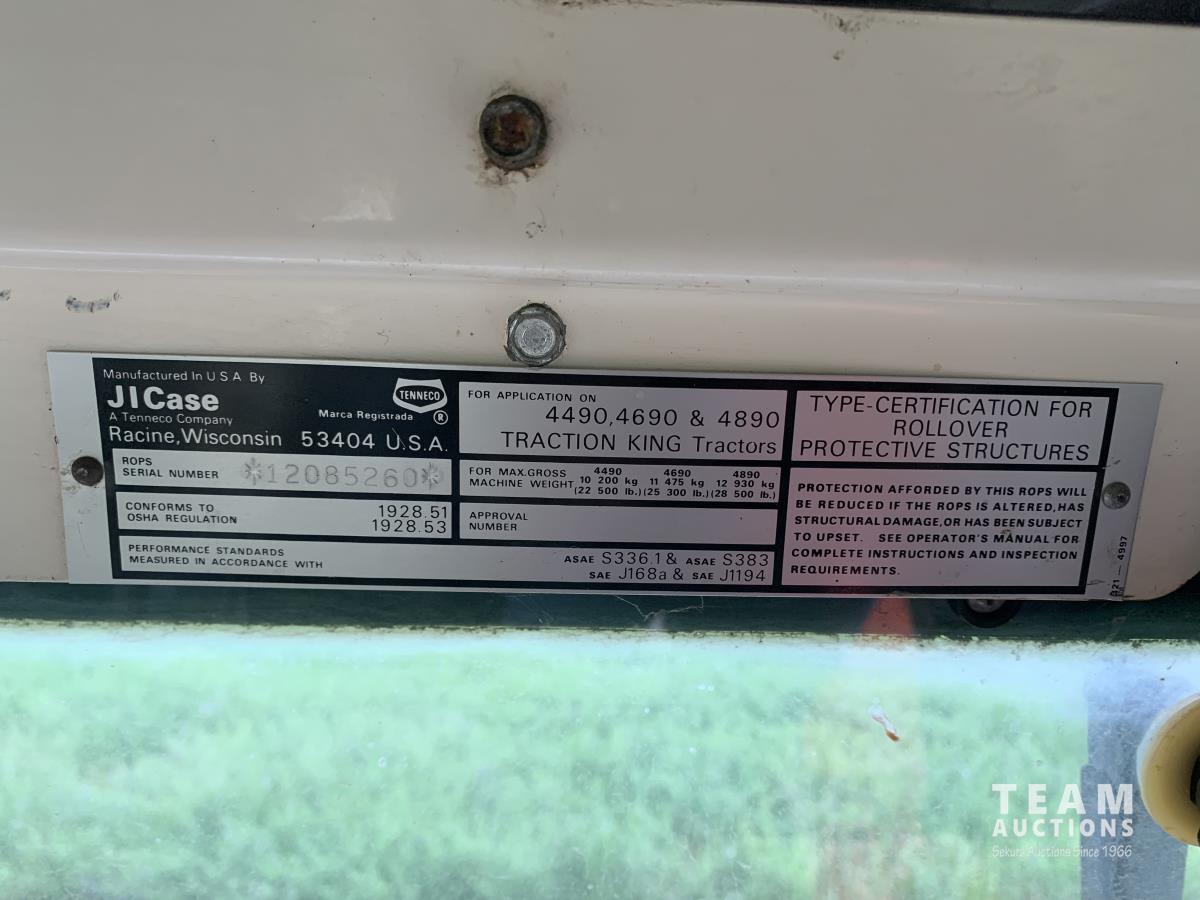 Manufactured In U S A By
JI Case
A Tenneco Company
Racine, Wisconsin 53404 U.S.A.
TENNECO
Marca Registrada ®
ROPS
SERIAL NUMBER *12085260*
CONFORMS TO
OSHA REGULATION
1928.51
1928.53
PERFORMANCE STANDARDS
MEASURED IN ACCORDANCE WITH
ASAE S336.1 & ASAE S383
SAE J168a & SAE J1194
FOR APPLICATION ON
4490, 4690 & 4890
TRACTION KING Tractors
FOR MAX. GROSS
MACHINE WEIGHT
4490 4690 4890
10 200 kg 11 475 kg 12 930 kg
(22 500 lb.) (25 300 lb.) (28 500 lb.)
APPROVAL
NUMBER
TYPE-CERTIFICATION FOR
ROLLOVER
PROTECTIVE STRUCTURES
PROTECTION AFFORDED BY THIS ROPS WILL
BE REDUCED IF THE ROPS IS ALTERED, HAS
STRUCTURAL DAMAGE, OR HAS BEEN SUBJECT
TO UPSET. SEE OPERATOR'S MANUAL FOR
COMPLETE INSTRUCTIONS AND INSPECTION
REQUIREMENTS.
321 — 4997
TEAM
AUCTIONS
Sekura Auctions Since 1966